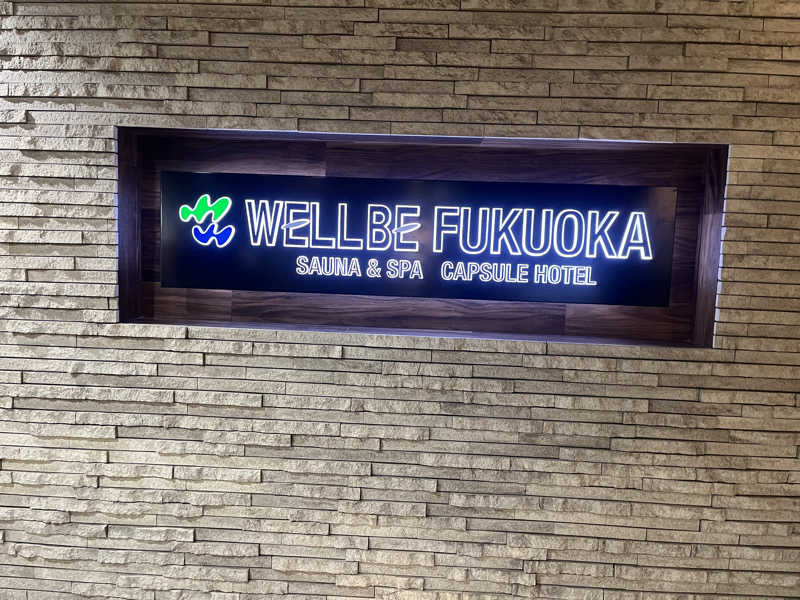 WELLBE FUKUOKA
SAUNA & SPA CAPSULE HOTEL